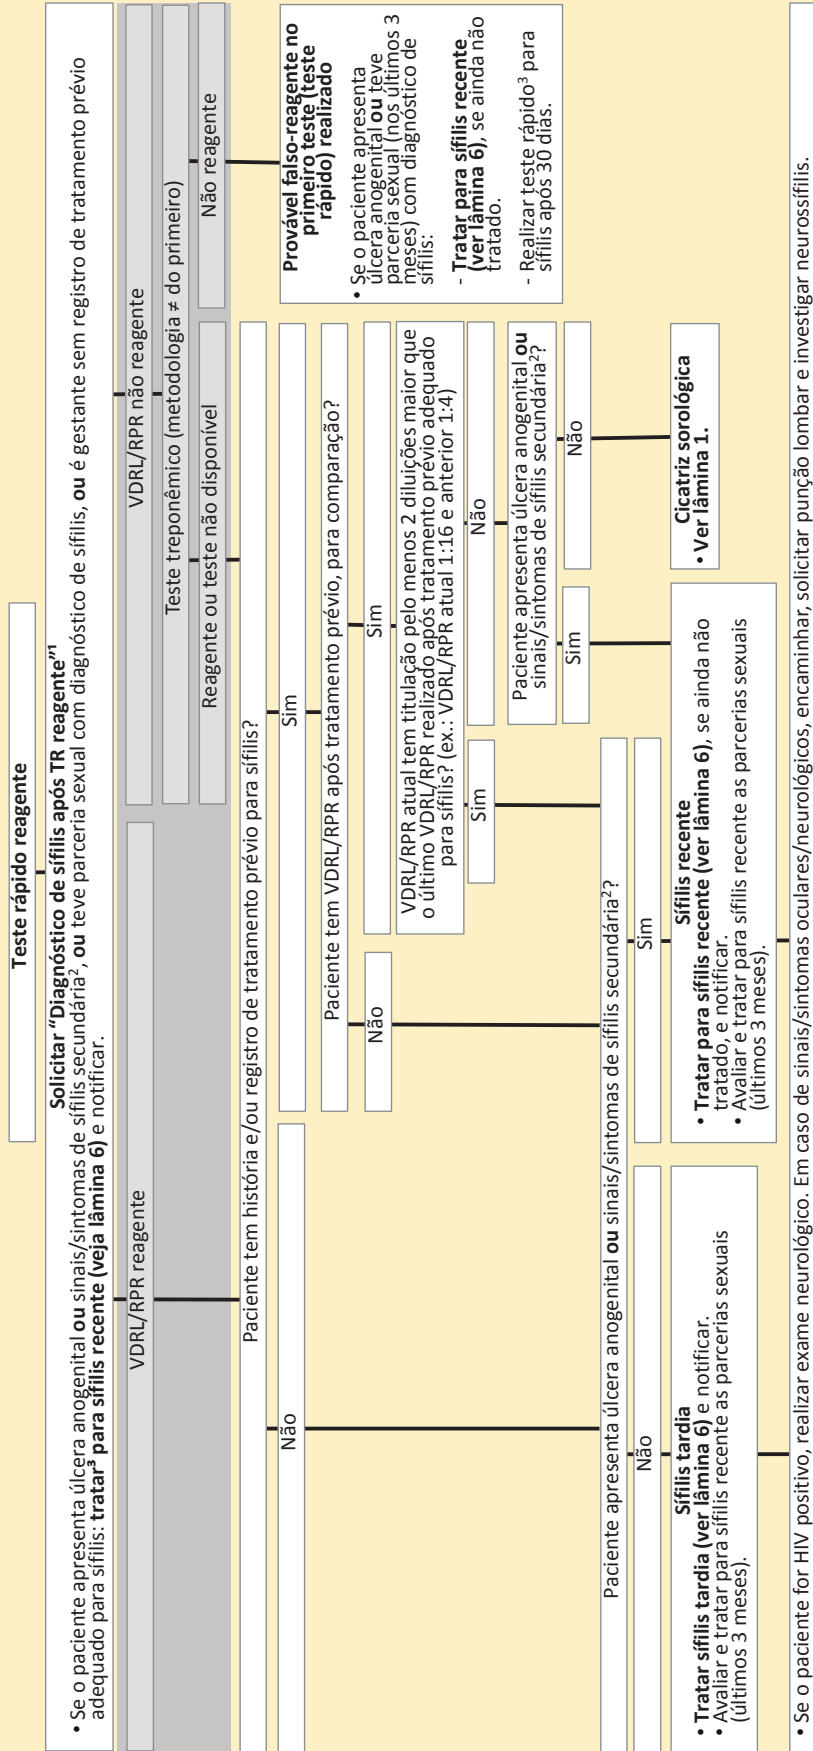 Teste rápido reagente
Solicitar “Diagnóstico de sífilis após TR reagente”¹
• Se o paciente apresenta úlcera anogenital ou sinais/sintomas de sífilis secundária², ou teve parceria sexual com diagnóstico de sífilis, ou é gestante sem registro de tratamento prévio
adequado para sífilis: tratar³ para sífilis recente (veja lâmina 6) e notificar.
VDRL/RPR reagente
VDRL/RPR não reagente
Teste treponêmico (metodologia ≠ do primeiro)
Reagente ou teste não disponível
Não reagente
Paciente tem história e/ou registro de tratamento prévio para sífilis?
Não
Sim
Paciente tem VDRL/RPR após tratamento prévio, para comparação?
Não
Sim
VDRL/RPR atual tem titulação pelo menos 2 diluições maior que
o último VDRL/RPR realizado após tratamento prévio adequado
para sífilis? (ex.: VDRL/RPR atual 1:16 e anterior 1:4)
Sim
Não
Paciente apresenta úlcera anogenital ou
sinais/sintomas de sífilis secundária²?
Sim
Não
Provável falso-reagente no
primeiro teste (teste
rápido) realizado
• Se o paciente apresenta
úlcera anogenital ou teve
parceria sexual (nos últimos 3
meses) com diagnóstico de
sífilis:
- Tratar para sífilis recente
(ver lâmina 6), se ainda não
tratado.
- Realizar teste rápido³ para
sífilis após 30 dias.
Paciente apresenta úlcera anogenital ou sinais/sintomas de sífilis secundária²?
Não
Sim
Sífilis tardia
• Tratar sífilis tardia (ver lâmina 6) e notificar.
• Avaliar e tratar para sífilis recente as parcerias sexuais
(últimos 3 meses).
Sífilis recente
• Tratar para sífilis recente (ver lâmina 6), se ainda não
tratado, e notificar.
• Avaliar e tratar para sífilis recente as parcerias sexuais
(últimos 3 meses).
Cicatriz sorológica
• Ver lâmina 1.
• Se o paciente for HIV positivo, realizar exame neurológico. Em caso de sinais/sintomas oculares/neurológicos, encaminhar, solicitar punção lombar e investigar neurossífilis.